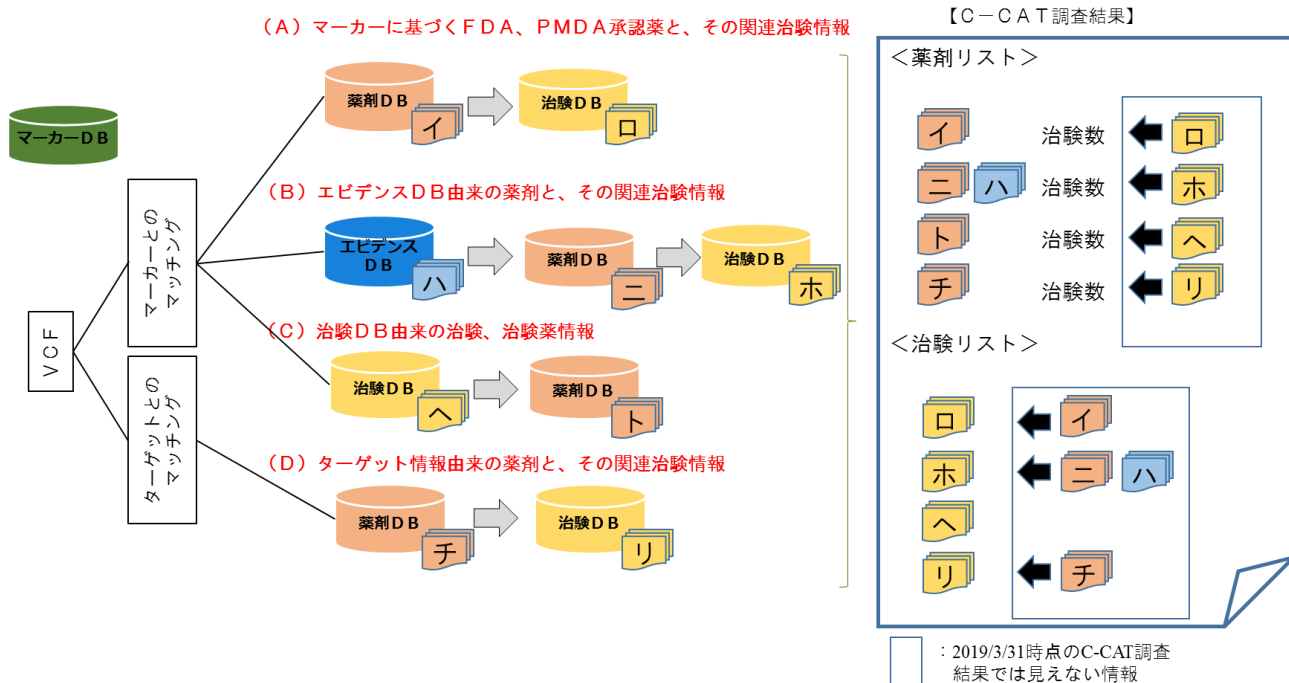 【C－CAT調査結果】
(A) マーカーに基づくFDA、PMDA承認薬と、その関連治験情報
マーカーDB
薬剤DB
イ
治験DB
ロ
(B) エビデンスDB由来の薬剤と、その関連治験情報
エビデンス
DB
ハ
薬剤DB
ニ
治験DB
ホ
(C) 治験DB由来の治験、治験薬情報
治験DB
ヘ
薬剤DB
ト
(D) ターゲット情報由来の薬剤と、その関連治験情報
薬剤DB
チ
治験DB
リ
VCF
マーカーとの
マッチング
ターゲットとの
マッチング
＜薬剤リスト＞
イ 治験数 ロ
ニ ハ 治験数 ホ
ト 治験数 ヘ
チ 治験数 リ
＜治験リスト＞
ロ イ
ホ ニ ハ
ヘ
リ チ
：2019/3/31時点のC-CAT調査
結果では見えない情報